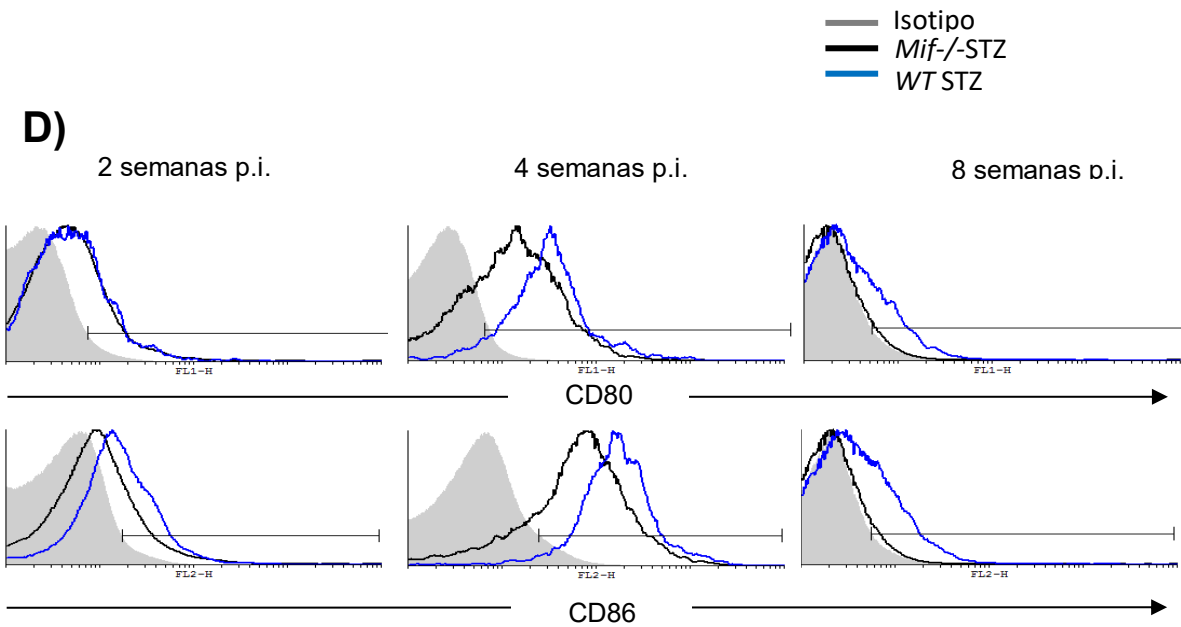 Isotipo
Mif-/-STZ
WT STZ
D)
2 semanas p.i.
4 semanas p.i.
8 semanas p.i.
FL1-H
FL1-H
FL1-H
CD80
FL2-H
FL2-H
FL2-H
CD86